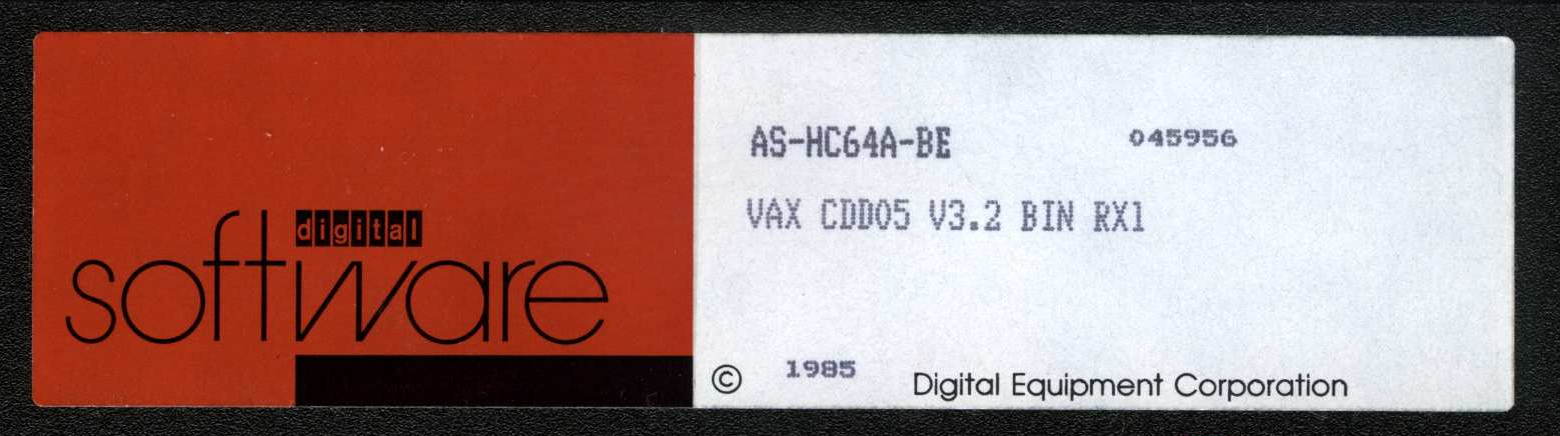 digital
software
AS-HC64A-BE 045956
VAX CDD05 V3.2 BIN RX1
© 1985 Digital Equipment Corporation